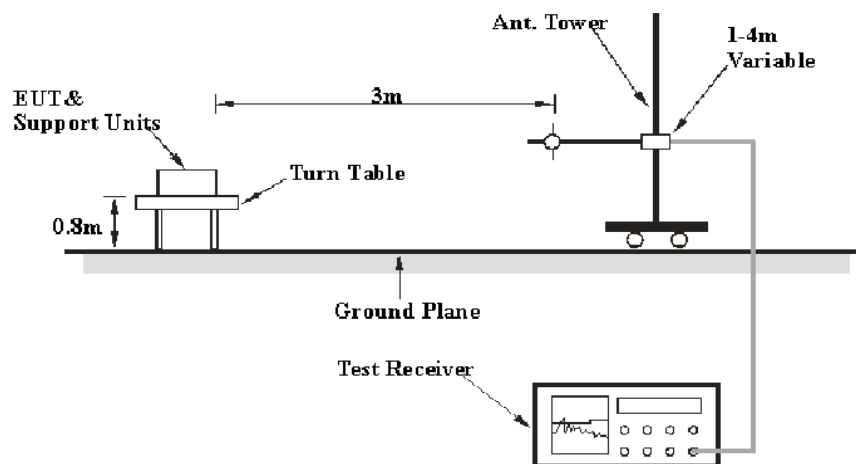 Ant. Tower
1-4m
Variable
3m
EUT&
Support Units
Turn Table
0.8m
Ground Plane
Test Receiver